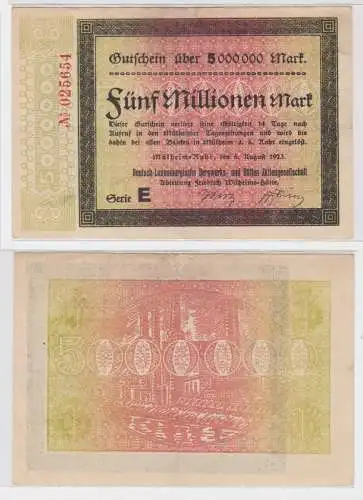 Gutschein über 5000000 Mark.
Fünf Millionen Mark
Dieser Gutschein verliert seine Gültigkeit 14 Tage nach
Aufruf in den Mülheimer Tageszeitungen und wird bis
dahin bei allen Banken in Mülheim a. d. Ruhr eingelöst.
Mülheim-Ruhr, den 6. August 1923.
Deutsch-Luxemburgische Bergwerks- und Hütten Aktiengesellschaft
Abteilung Friedrich Wilhelms-Hütte.
Serie E
№ 025654
5000000
5000000